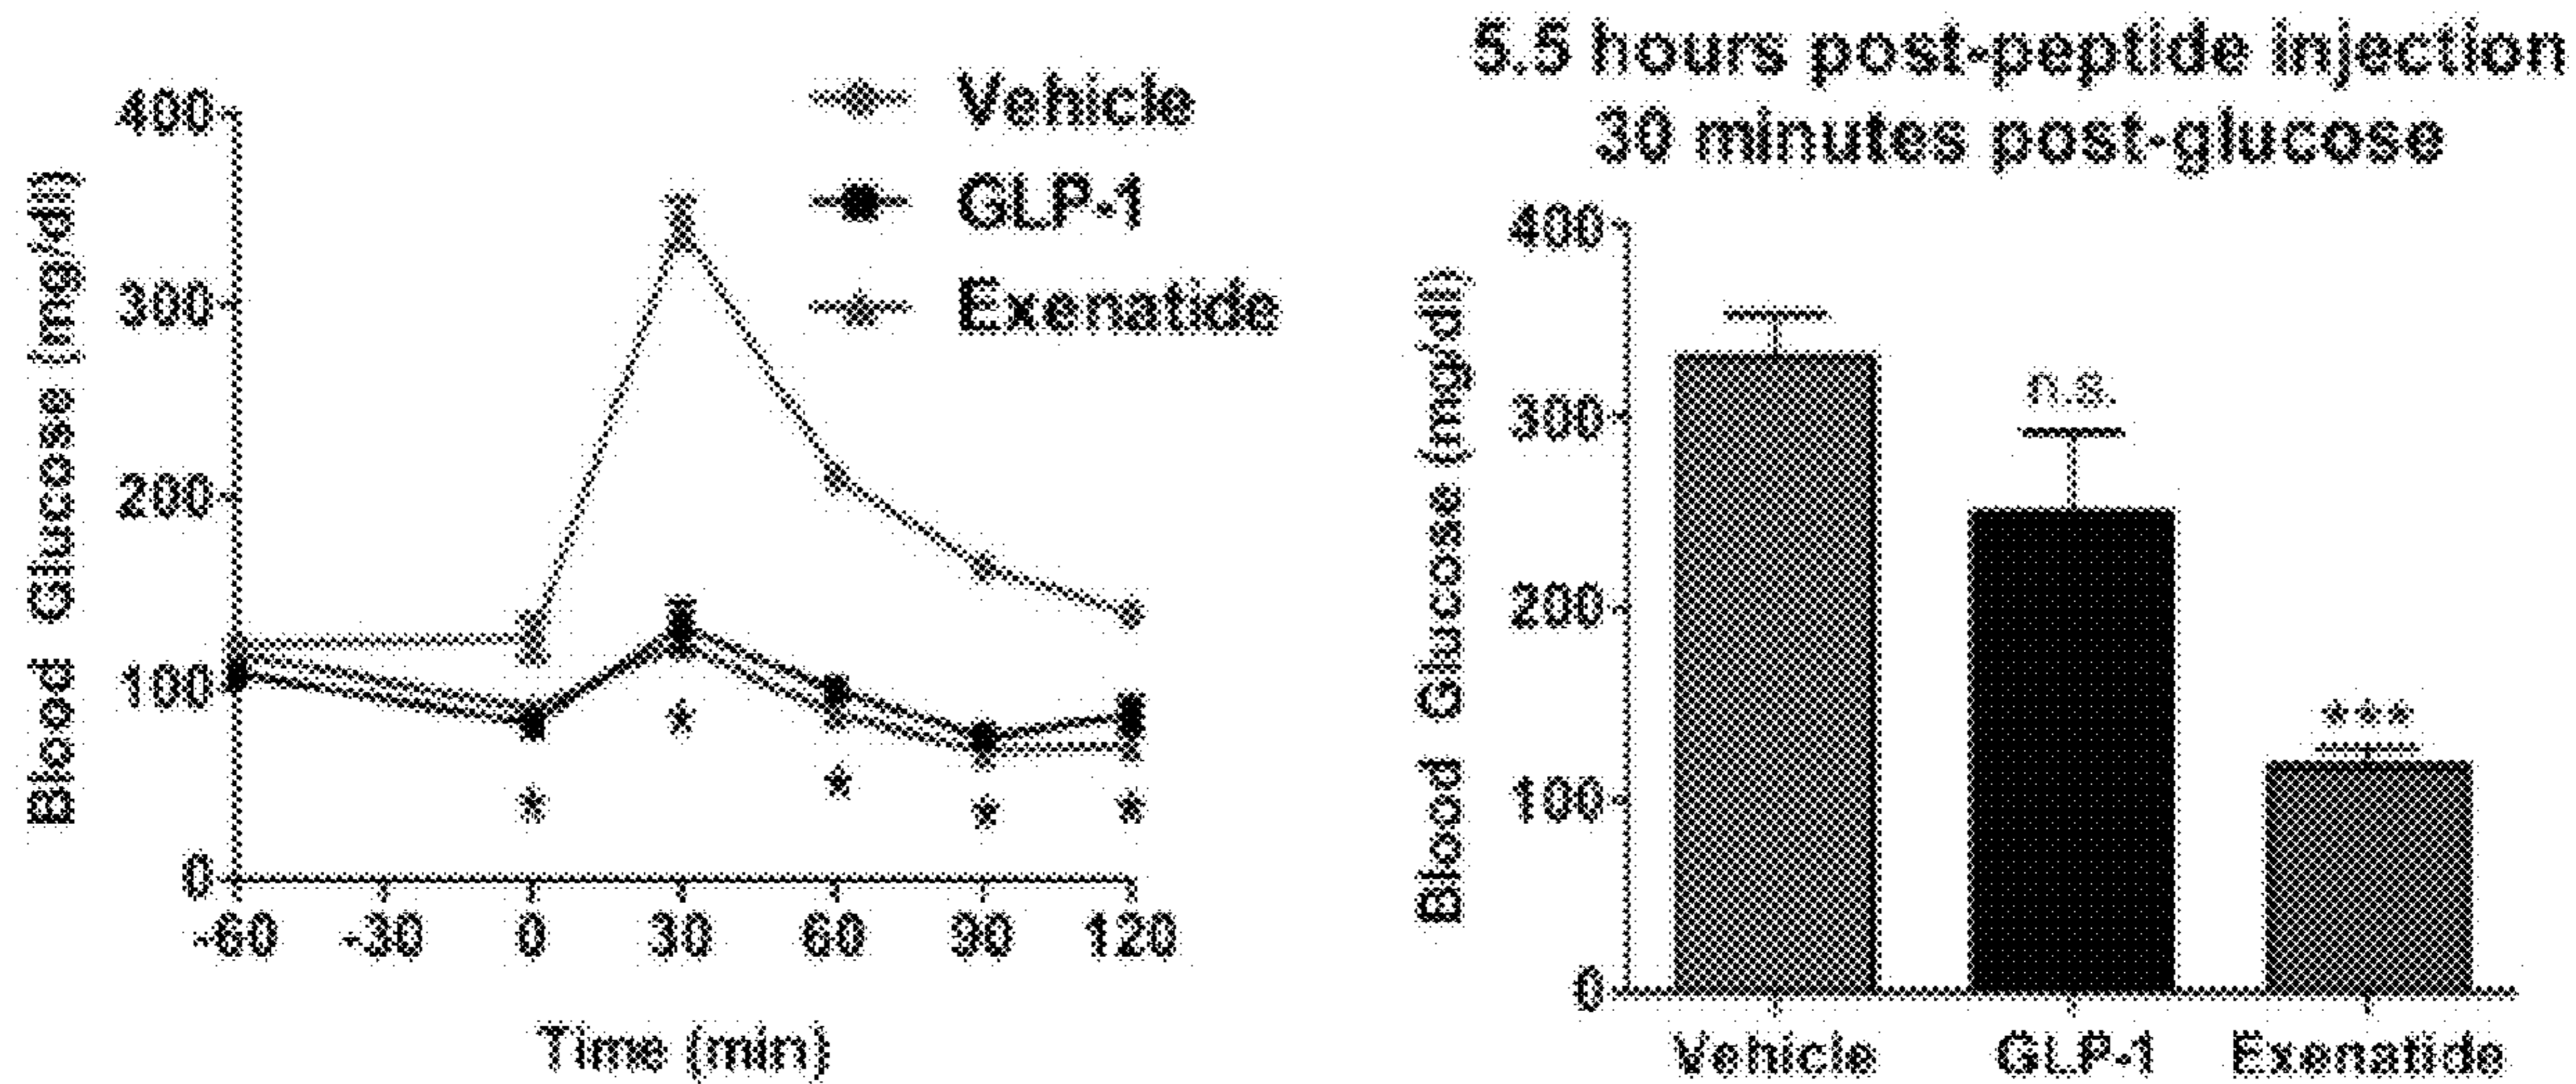 Vehicle
GLP-1
Exenatide
400
300
200
100
0
Blood Glucose (mg/dl)
-60 -30 0 30 60 90 120
Time (min)
* * * * *
5.5 hours post-peptide injection
30 minutes post-glucose
400
300
200
100
0
Blood Glucose (mg/dl)
n.s.
***
Vehicle GLP-1 Exenatide